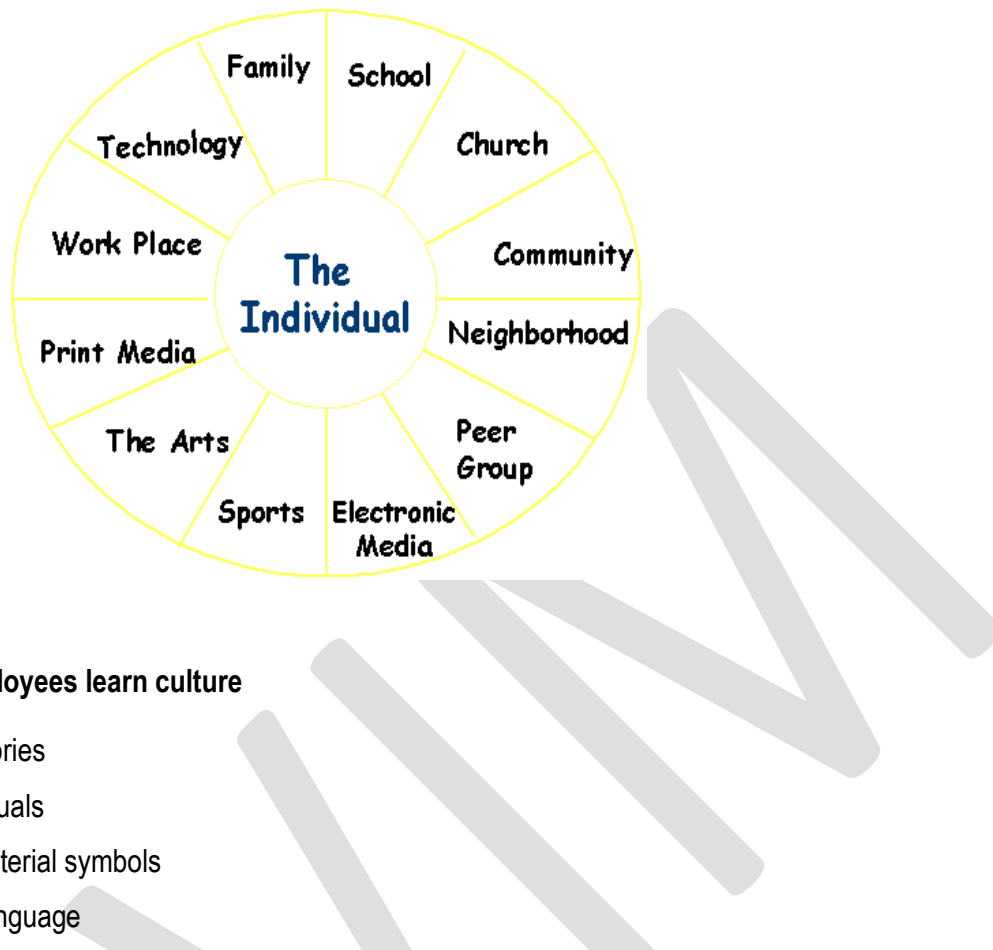 Family
School
Technology
Church
Work Place
Community
The
Individual
Print Media
Neighborhood
The Arts
Peer
Group
Sports
Electronic
Media
loyees learn culture
ories
uals
terial symbols
nguage
VIM